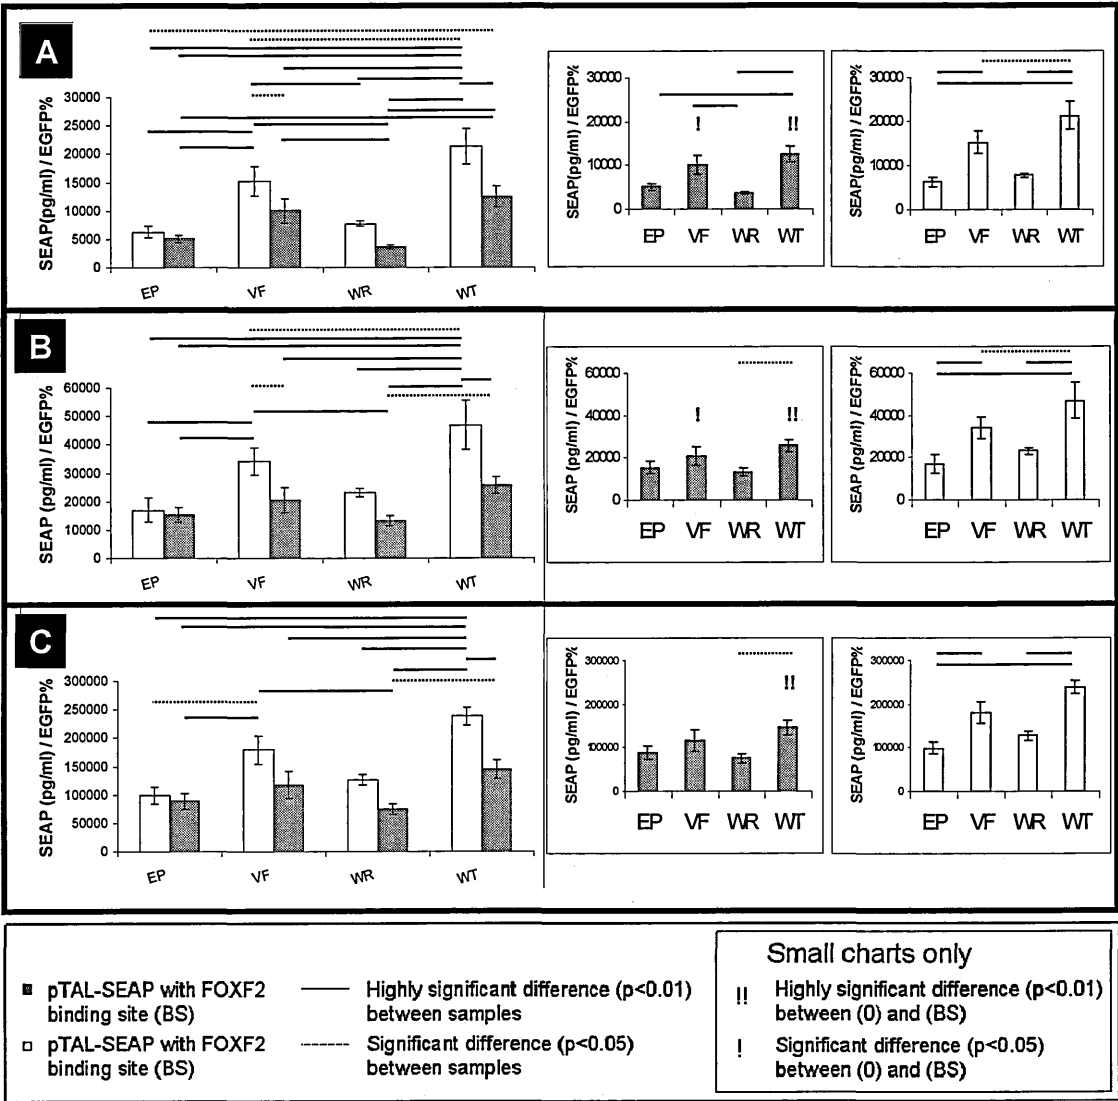 A
SEAP(pg/ml) / EGFP%
30000
25000
20000
15000
10000
5000
0
EP VF WR WT
SEAP(pg/ml) / EGFP%
30000
20000
10000
0
! !!
EP VF WR WT
SEAP(pg/ml) / EGFP%
30000
20000
10000
0
EP VF WR WT
B
SEAP (pg/ml) / EGFP%
60000
50000
40000
30000
20000
10000
0
EP VF WR WT
SEAP (pg/ml) / EGFP%
60000
40000
20000
0
! !!
EP VF WR WT
SEAP (pg/ml) / EGFP%
60000
40000
20000
0
EP VF WR WT
C
SEAP (pg/ml) / EGFP%
300000
250000
200000
150000
100000
50000
0
EP VF WR WT
SEAP (pg/ml) / EGFP%
300000
200000
100000
0
!!
EP VF WR WT
SEAP (pg/ml) / EGFP%
300000
200000
100000
0
EP VF WR WT
pTAL-SEAP with FOXF2
binding site (BS)
pTAL-SEAP with FOXF2
binding site (BS)
Highly significant difference (p<0.01)
between samples
Significant difference (p<0.05)
between samples
Small charts only
!! Highly significant difference (p<0.01)
between (0) and (BS)
! Significant difference (p<0.05)
between (0) and (BS)